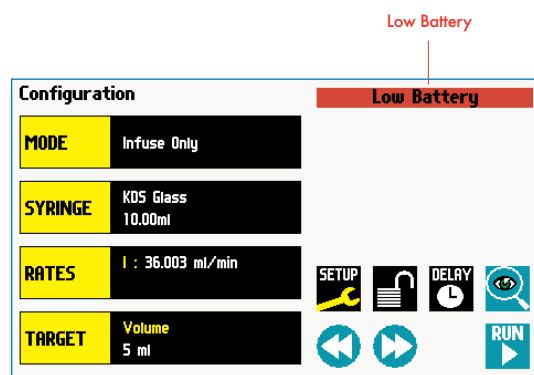 Low Battery
Configuration
Low Battery
MODE
Infuse Only
SYRINGE
KDS Glass
10.00ml
RATES
I : 36.003 ml/min
TARGET
Volume
5 ml
SETUP
DELAY
RUN